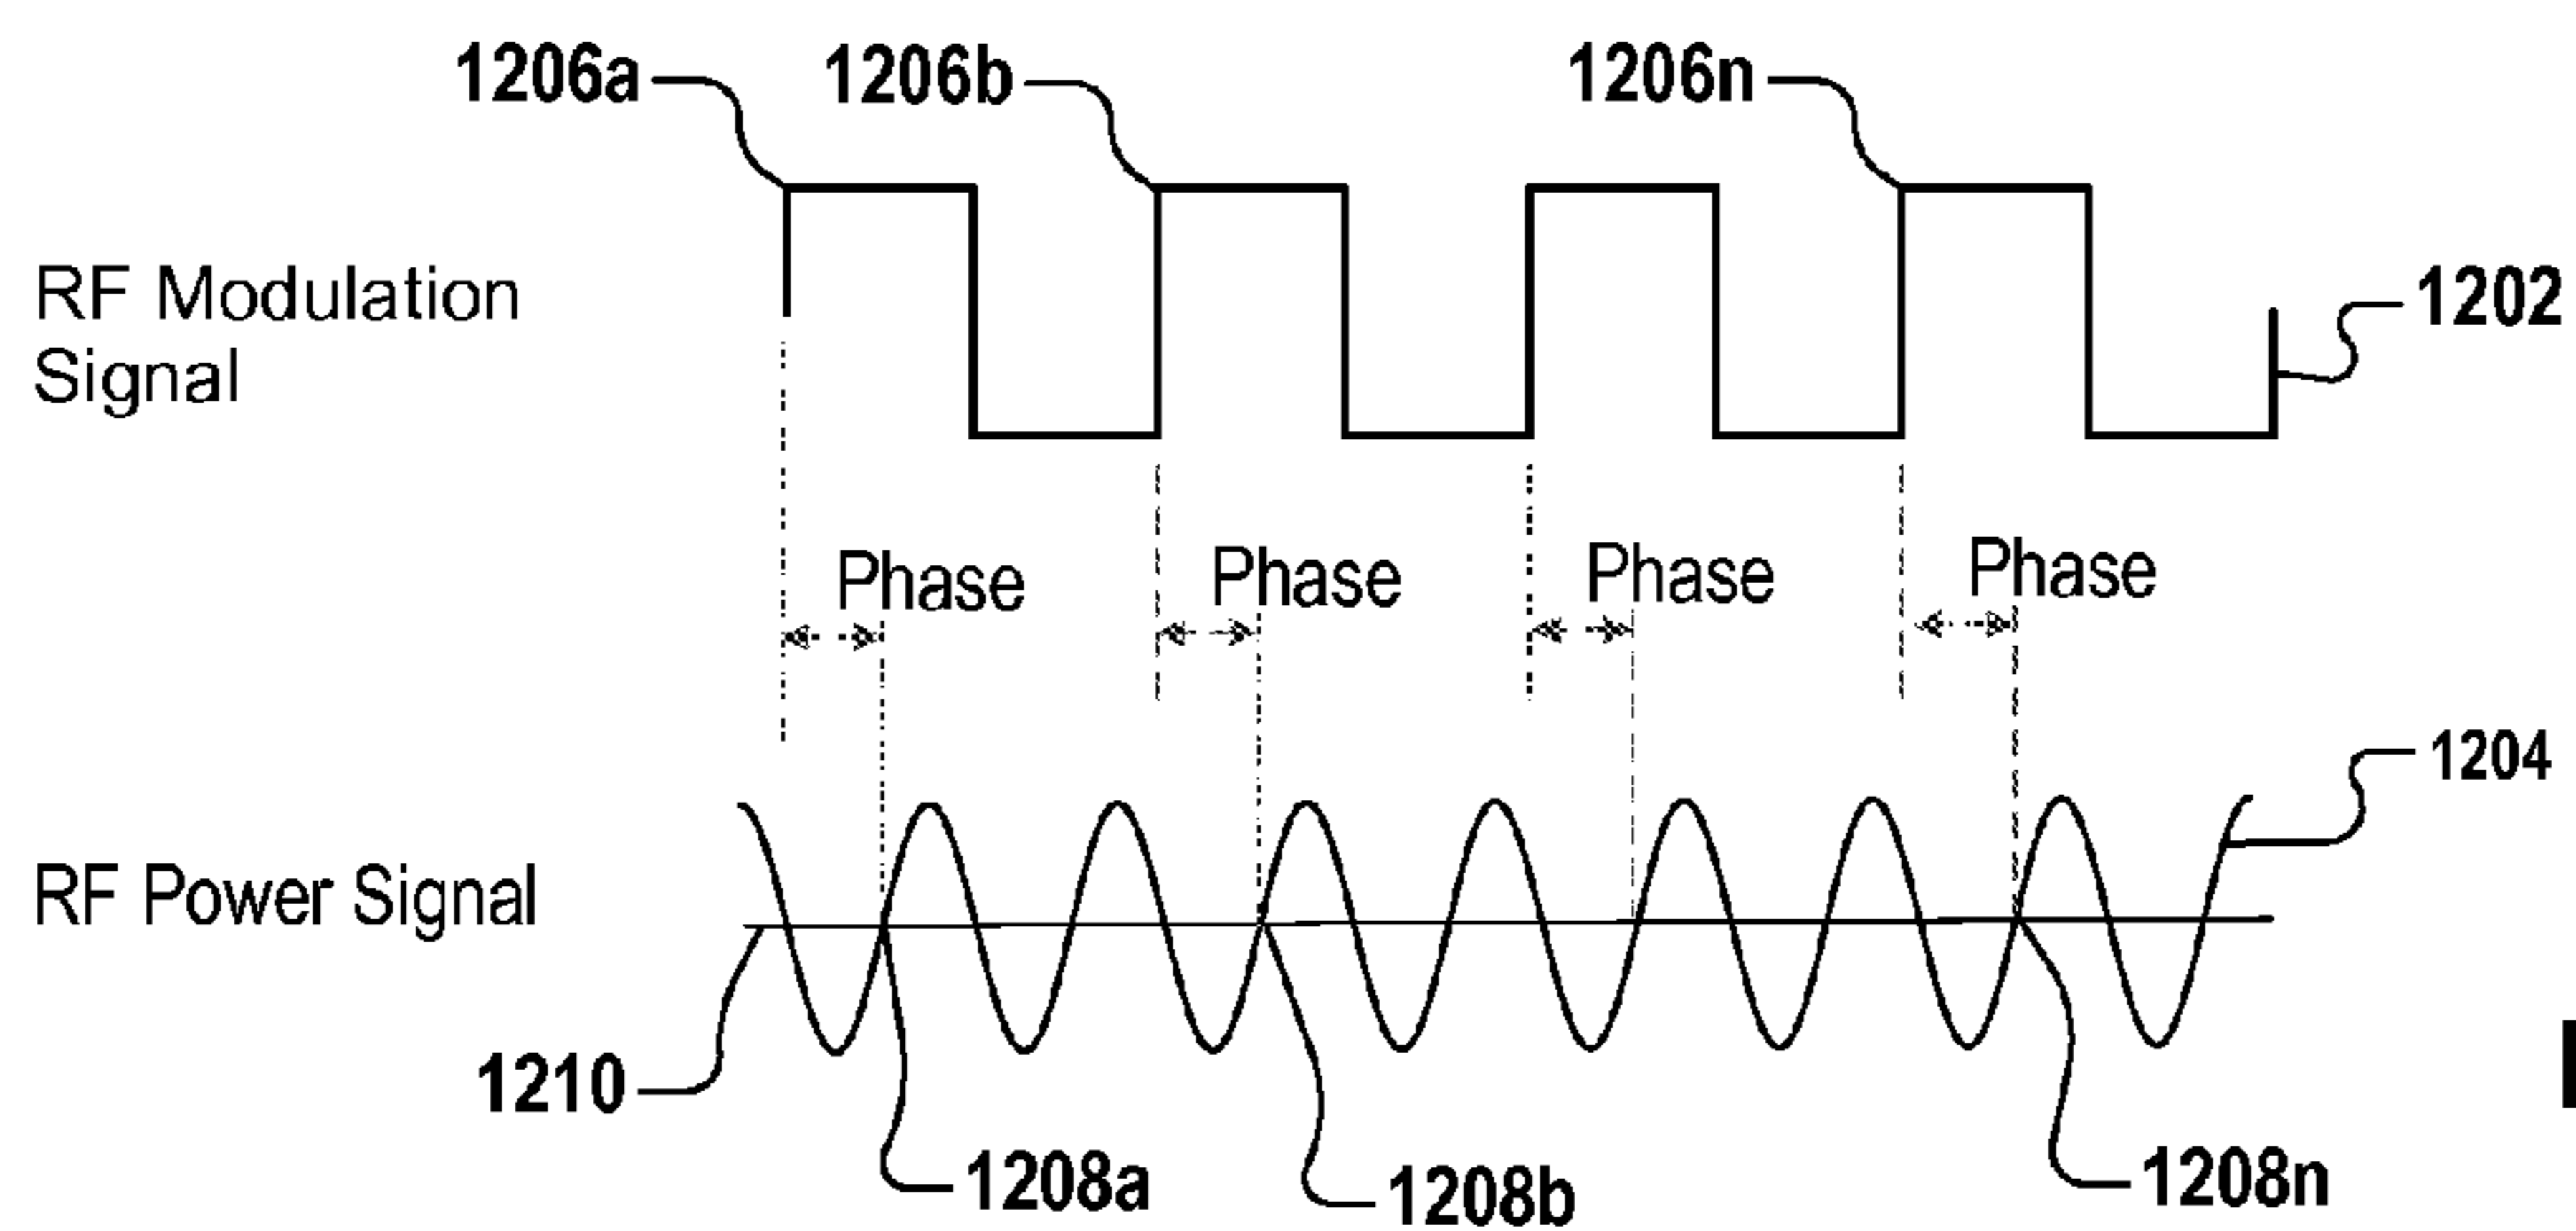 1206a
1206b
1206n
RF Modulation
Signal
1202
Phase
Phase
Phase
Phase
1204
RF Power Signal
1210
1208a
1208b
1208n